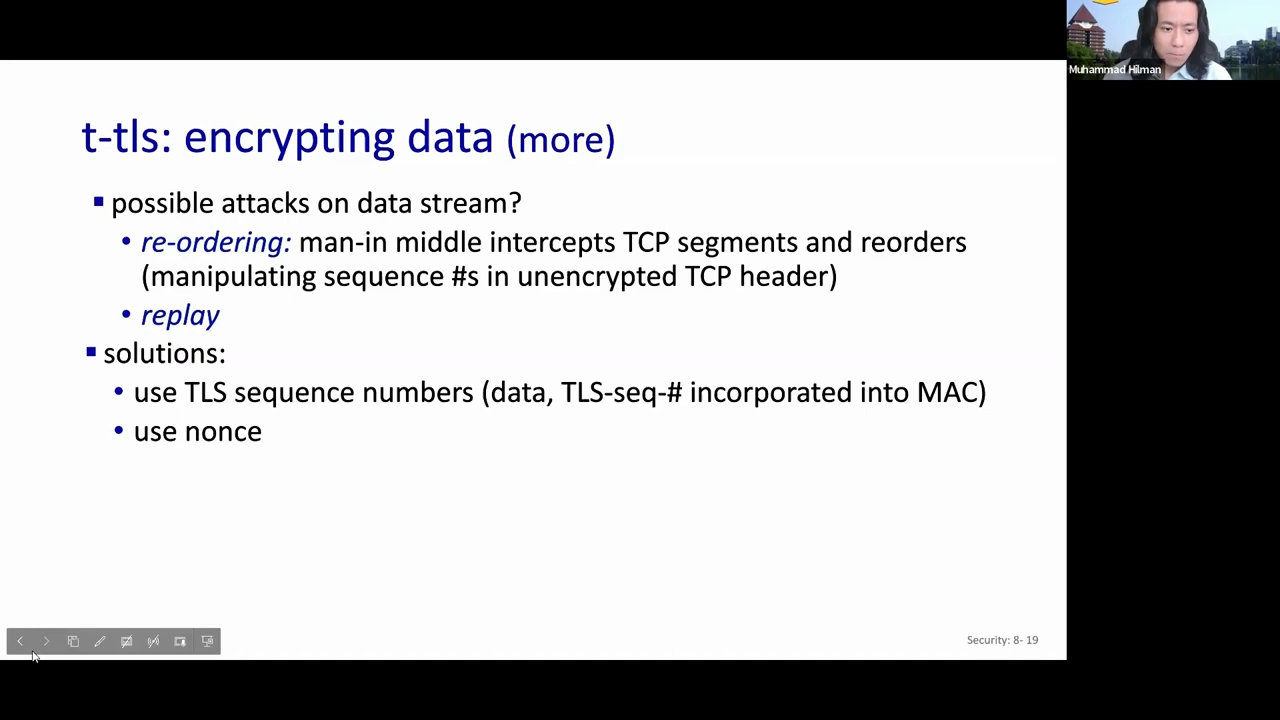 Muhammad Hilman
t-tls: encrypting data (more)
▪ possible attacks on data stream?
• re-ordering: man-in middle intercepts TCP segments and reorders
(manipulating sequence #s in unencrypted TCP header)
• replay
▪ solutions:
• use TLS sequence numbers (data, TLS-seq-# incorporated into MAC)
• use nonce
Security: 8- 19